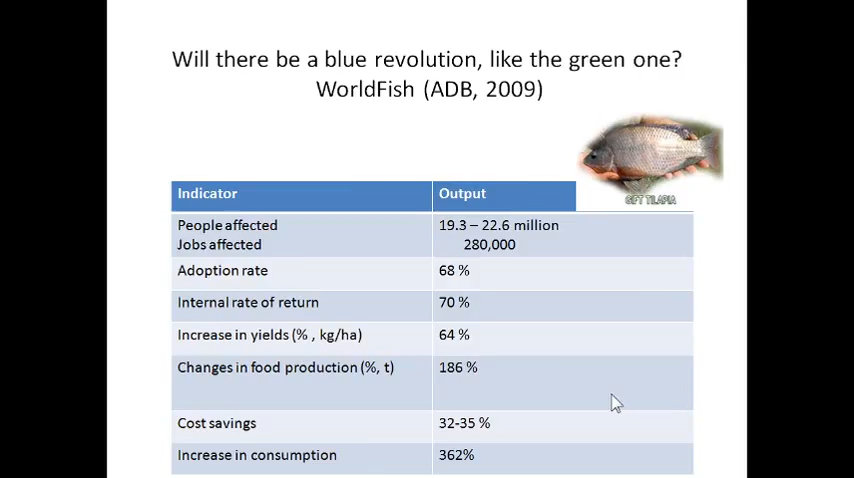 Will there be a blue revolution, like the green one?
WorldFish (ADB, 2009)
GIFT TILAPIA
Indicator Output
People affected 19.3 – 22.6 million
Jobs affected 280,000
Adoption rate 68 %
Internal rate of return 70 %
Increase in yields (% , kg/ha) 64 %
Changes in food production (%, t) 186 %
Cost savings 32-35 %
Increase in consumption 362%